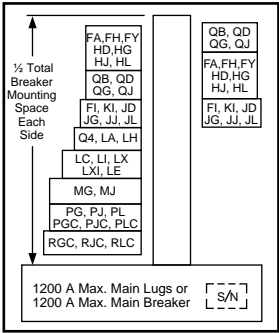 ½ Total
Breaker
Mounting
Space
Each
Side
FA,FH,FY
HD,HG
HJ, HL
QB, QD
QG, QJ
FI, KI, JD
JG, JJ, JL
Q4, LA, LH
LC, LI, LX
LXI, LE
MG, MJ
PG, PJ, PL
PGC, PJC, PLC
RGC, RJC, RLC
QB, QD
QG, QJ
FA,FH,FY
HD,HG
HJ, HL
FI, KI, JD
JG, JJ, JL
1200 A Max. Main Lugs or
1200 A Max. Main Breaker
S/N